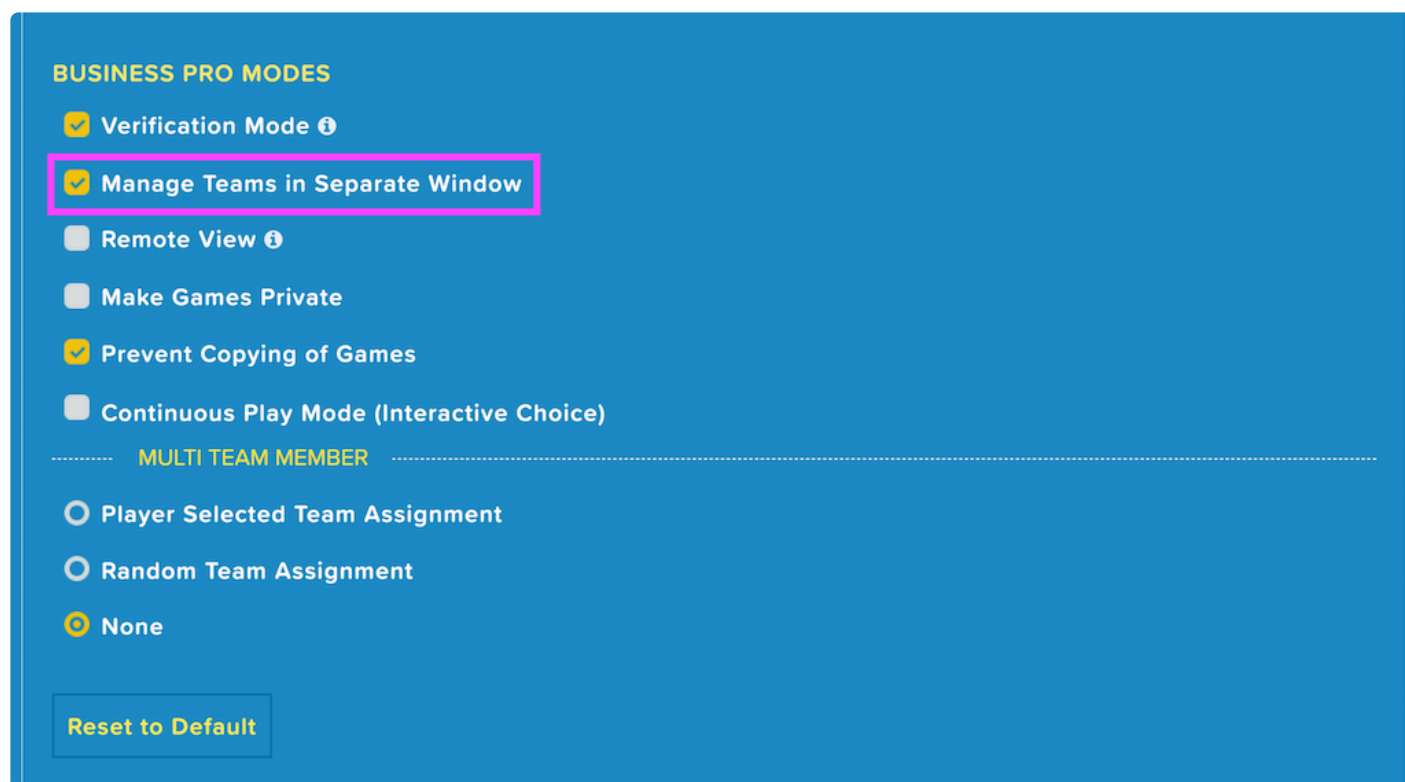 BUSINESS PRO MODES
Verification Mode
Manage Teams in Separate Window
Remote View
Make Games Private
Prevent Copying of Games
Continuous Play Mode (Interactive Choice)
MULTI TEAM MEMBER
Player Selected Team Assignment
Random Team Assignment
None
Reset to Default